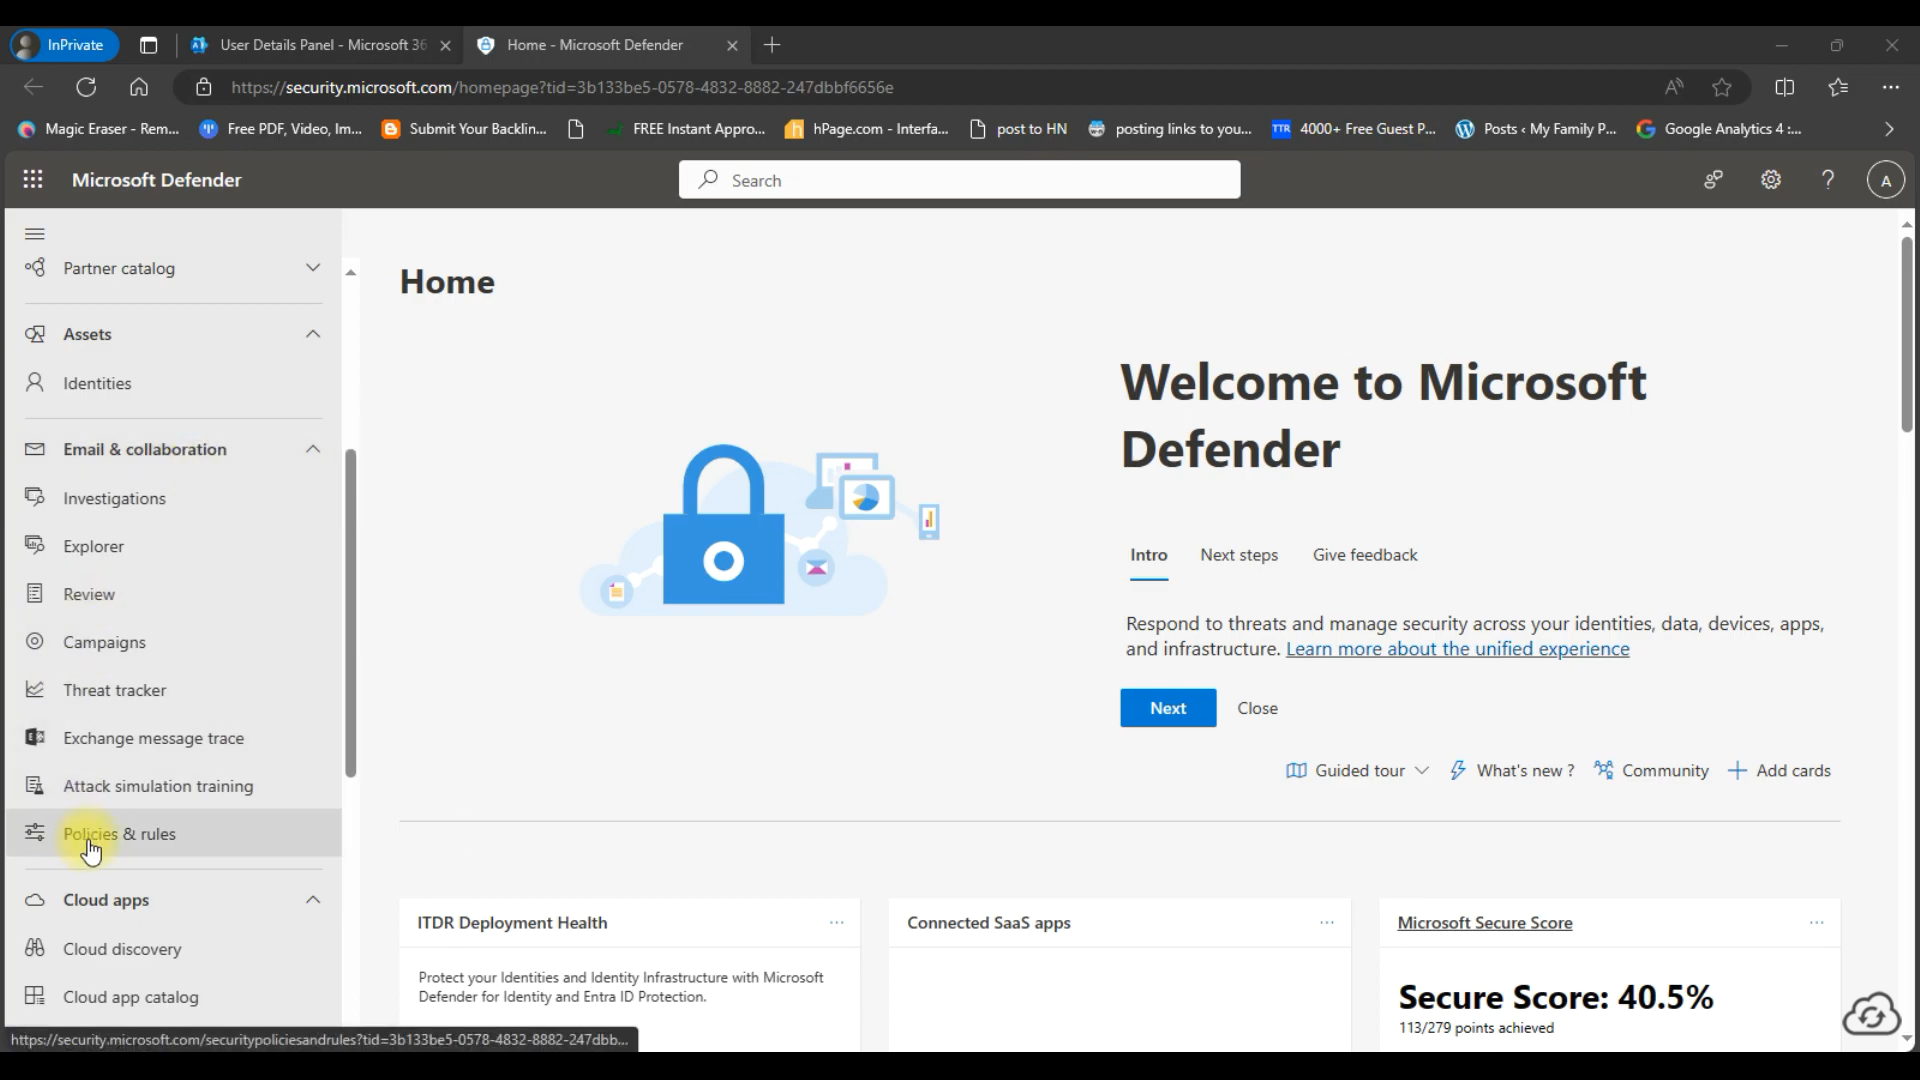 InPrivate
User Details Panel - Microsoft 36
Home - Microsoft Defender
https://security.microsoft.com/homepage?tid=3b133be5-0578-4832-8882-247dbbf6656e
Magic Eraser - Rem...
Free PDF, Video, Im...
Submit Your Backlin...
FREE Instant Appro...
hPage.com - Interfa...
post to HN
posting links to you...
TTR
4000+ Free Guest P...
Posts ‹ My Family P...
Google Analytics 4 :...
Microsoft Defender
Search
A
Partner catalog
Assets
Identities
Email & collaboration
Investigations
Explorer
Review
Campaigns
Threat tracker
Exchange message trace
Attack simulation training
Policies & rules
Cloud apps
Cloud discovery
Cloud app catalog
https://security.microsoft.com/securitypoliciesandrules?tid=3b133be5-0578-4832-8882-247dbb...
Home
Welcome to Microsoft
Defender
Intro
Next steps
Give feedback
Respond to threats and manage security across your identities, data, devices, apps,
and infrastructure. Learn more about the unified experience
Next
Close
Guided tour
What's new ?
Community
Add cards
ITDR Deployment Health
Protect your Identities and Identity Infrastructure with Microsoft
Defender for Identity and Entra ID Protection.
Connected SaaS apps
Microsoft Secure Score
Secure Score: 40.5%
113/279 points achieved